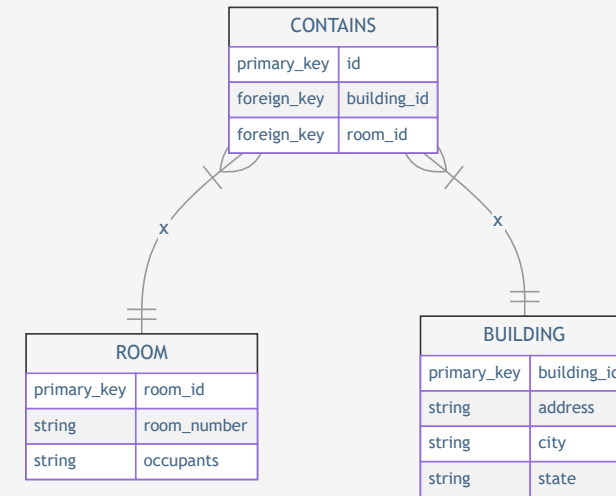 CONTAINS
primary_key id
foreign_key building_id
foreign_key room_id
x
x
ROOM
primary_key room_id
string room_number
string occupants
BUILDING
primary_key building_id
string address
string city
string state